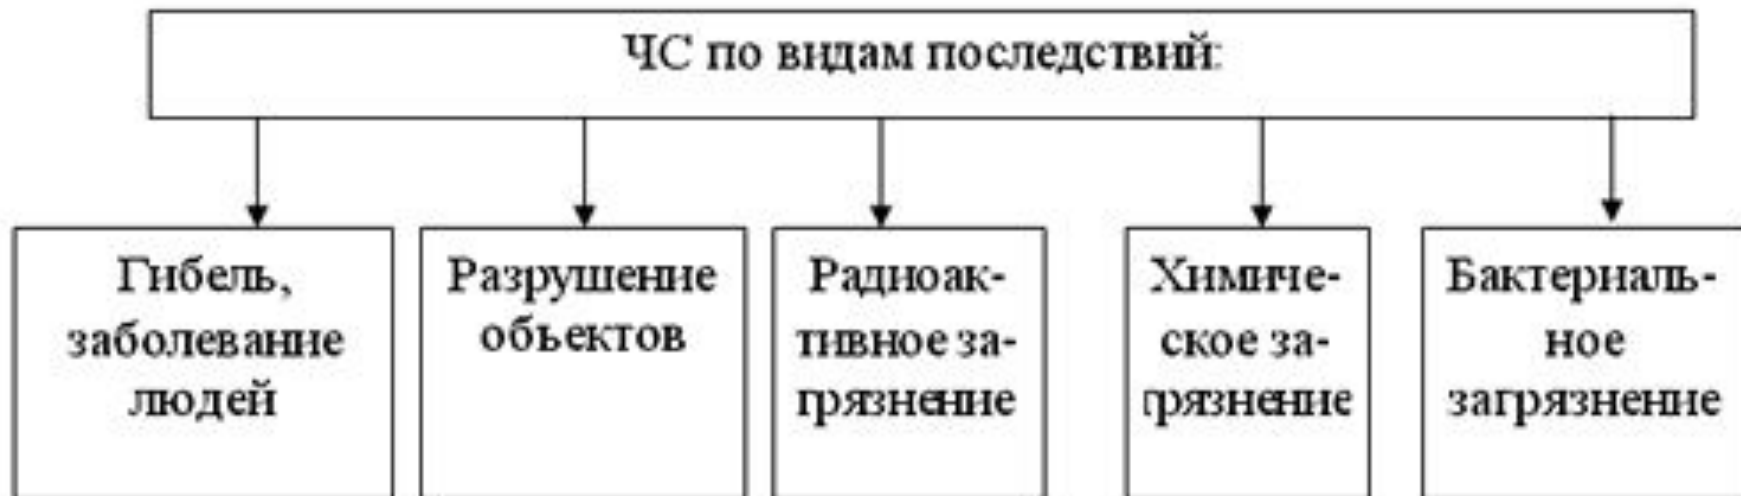 ЧС по видам последствий:
Гибель,
заболевание
людей
Разрушение
объектов
Радиоак-
тивное за-
грязнение
Химиче-
ское за-
грязнение
Бактериаль-
ное
загрязнение